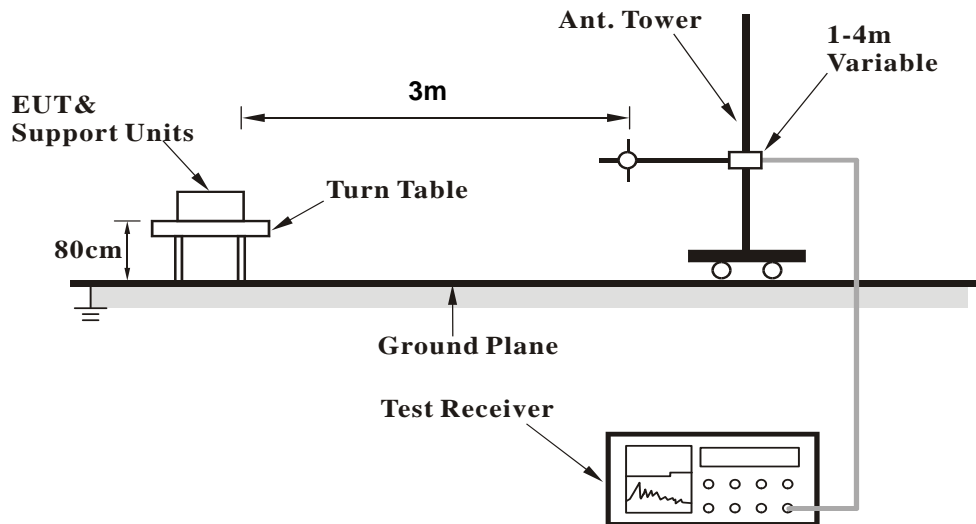 Ant. Tower
1-4m
Variable
3m
EUT&
Support Units
Turn Table
80cm
Ground Plane
Test Receiver